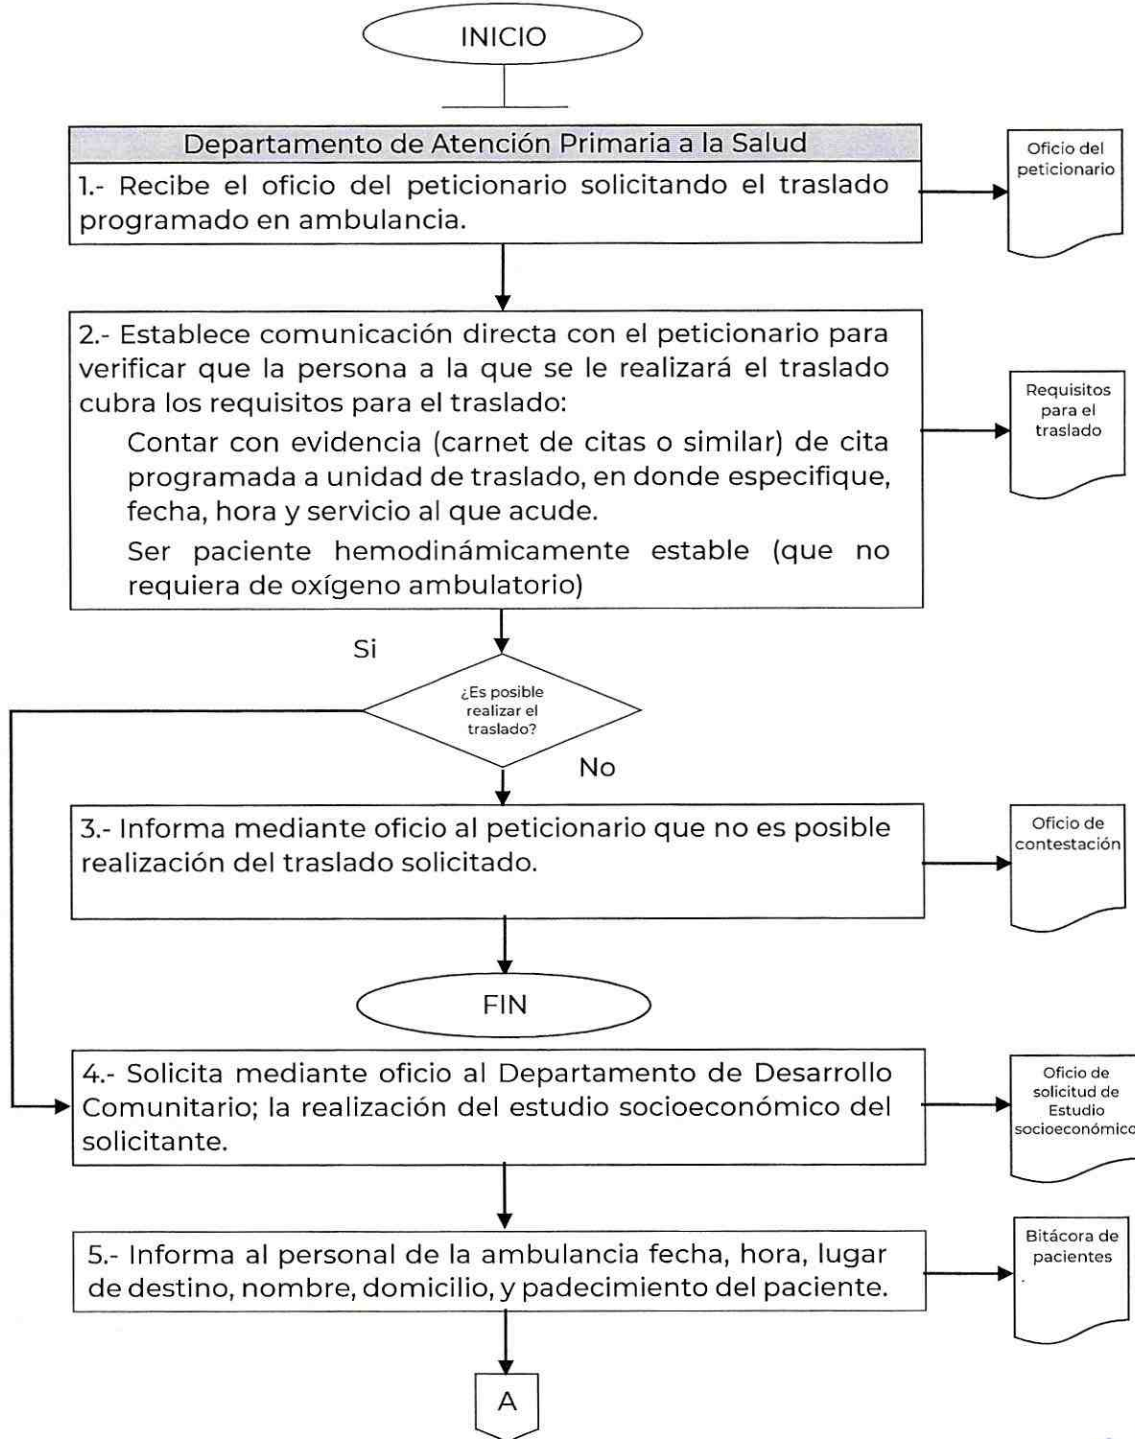 INICIO
Departamento de Atención Primaria a la Salud
1.- Recibe el oficio del peticionario solicitando el traslado
programado en ambulancia.
Oficio del
peticionario
2.- Establece comunicación directa con el peticionario para
verificar que la persona a la que se le realizará el traslado
cubra los requisitos para el traslado:
Contar con evidencia (carnet de citas o similar) de cita
programada a unidad de traslado, en donde especifique,
fecha, hora y servicio al que acude.
Ser paciente hemodinámicamente estable (que no
requiera de oxígeno ambulatorio)
Requisitos
para el
traslado
Si
¿Es posible
realizar el
traslado?
No
3.- Informa mediante oficio al peticionario que no es posible
realización del traslado solicitado.
Oficio de
contestación
FIN
4.- Solicita mediante oficio al Departamento de Desarrollo
Comunitario; la realización del estudio socioeconómico del
solicitante.
Oficio de
solicitud de
Estudio
socioeconómico
5.- Informa al personal de la ambulancia fecha, hora, lugar
de destino, nombre, domicilio, y padecimiento del paciente.
Bitácora de
pacientes
A